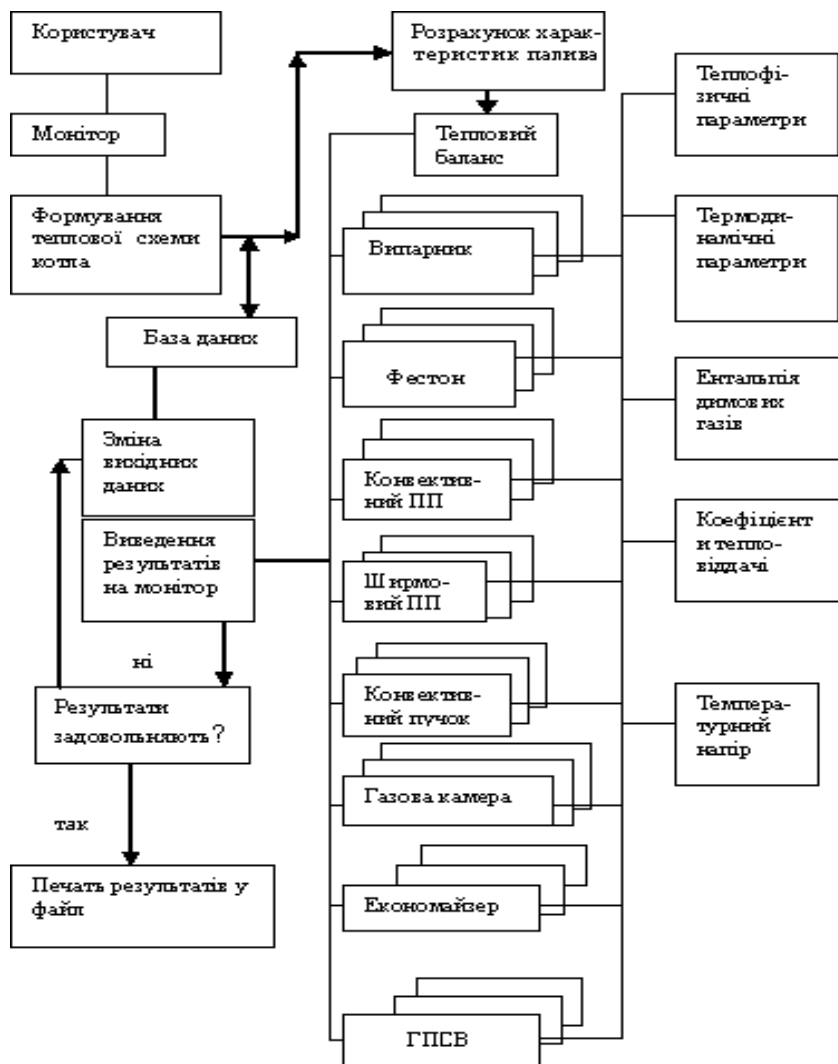 Користувач
Монітор
Формування
теплової схеми
котла
База даних
Зміна
вихідних
даних
Виведення
результатів
на монітор
ні
Результати
задовольняють?
так
Печать результатів у
файл
Розрахунок харак-
теристик палива
Тепловий
баланс
Випарник
Фестон
Конвектив-
ний ПП
Ширмо-
вий ПП
Конвектив-
ний пучок
Газова камера
Економайзер
ГПСВ
Теплофі-
зичні
параметри
Термоди-
намічні
параметри
Ентальпія
димових
газів
Коефіцієнт
и тепло-
віддачі
Темпера-
турний
напір